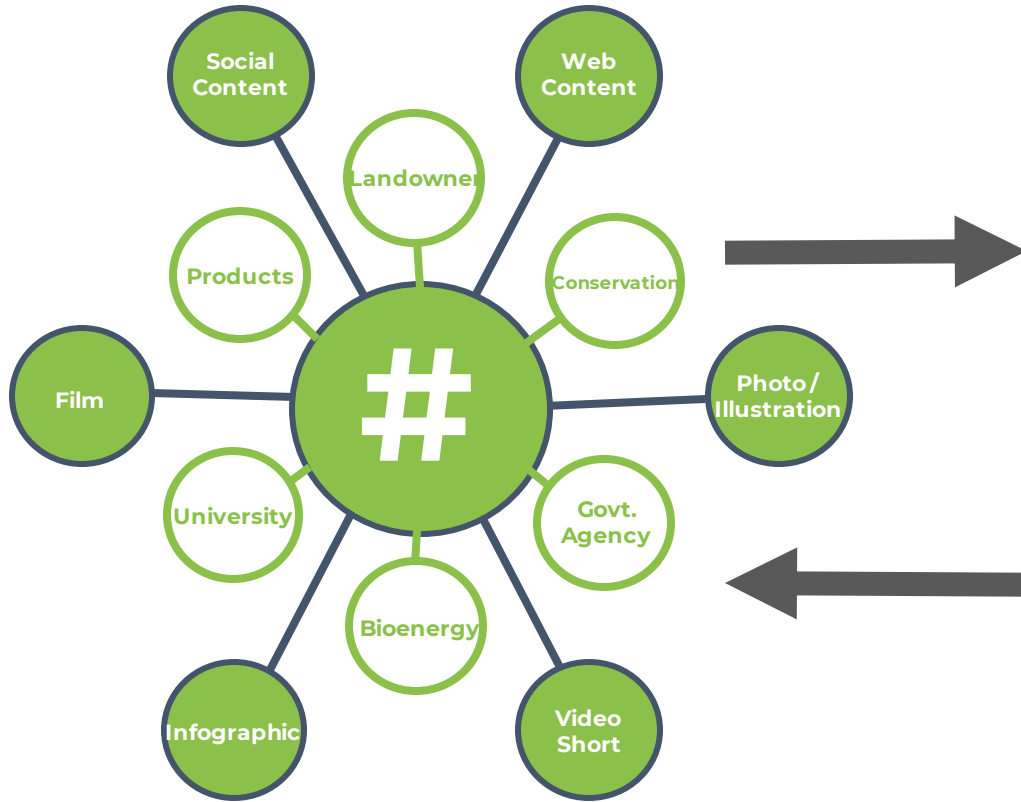 Social
Content
Web
Content
Landowner
Products
Conservation
#
Film
Photo /
Illustration
University
Govt.
Agency
Bioenergy
Infographic
Video
Short